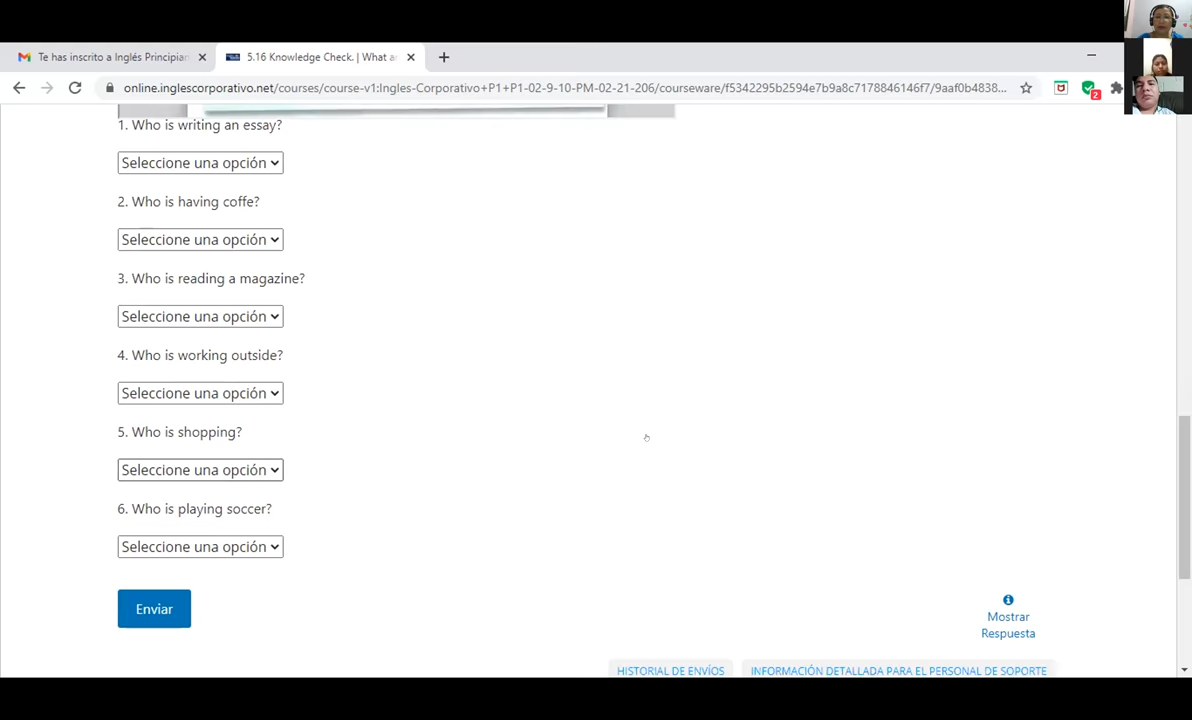 Te has inscrito a Inglés Principian
5.16 Knowledge Check. | What a
online.inglescorporativo.net/courses/course-v1:Ingles-Corporativo+P1+P1-02-9-10-PM-02-21-206/courseware/f5342295b2594e7b9a8c7178846146f7/9aaf0b4838...
2
1. Who is writing an essay?
Seleccione una opción
2. Who is having coffe?
Seleccione una opción
3. Who is reading a magazine?
Seleccione una opción
4. Who is working outside?
Seleccione una opción
5. Who is shopping?
Seleccione una opción
6. Who is playing soccer?
Seleccione una opción
Enviar
Mostrar
Respuesta
HISTORIAL DE ENVÍOS
INFORMACIÓN DETALLADA PARA EL PERSONAL DE SOPORTE